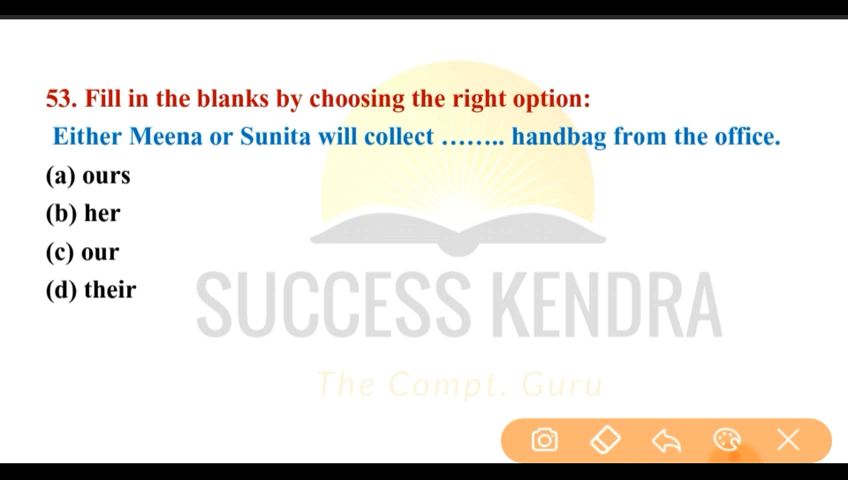 53. Fill in the blanks by choosing the right option:
Either Meena or Sunita will collect …….. handbag from the office.
(a) ours
(b) her
(c) our
(d) their
SUCCESS KENDRA
The Compt. Guru